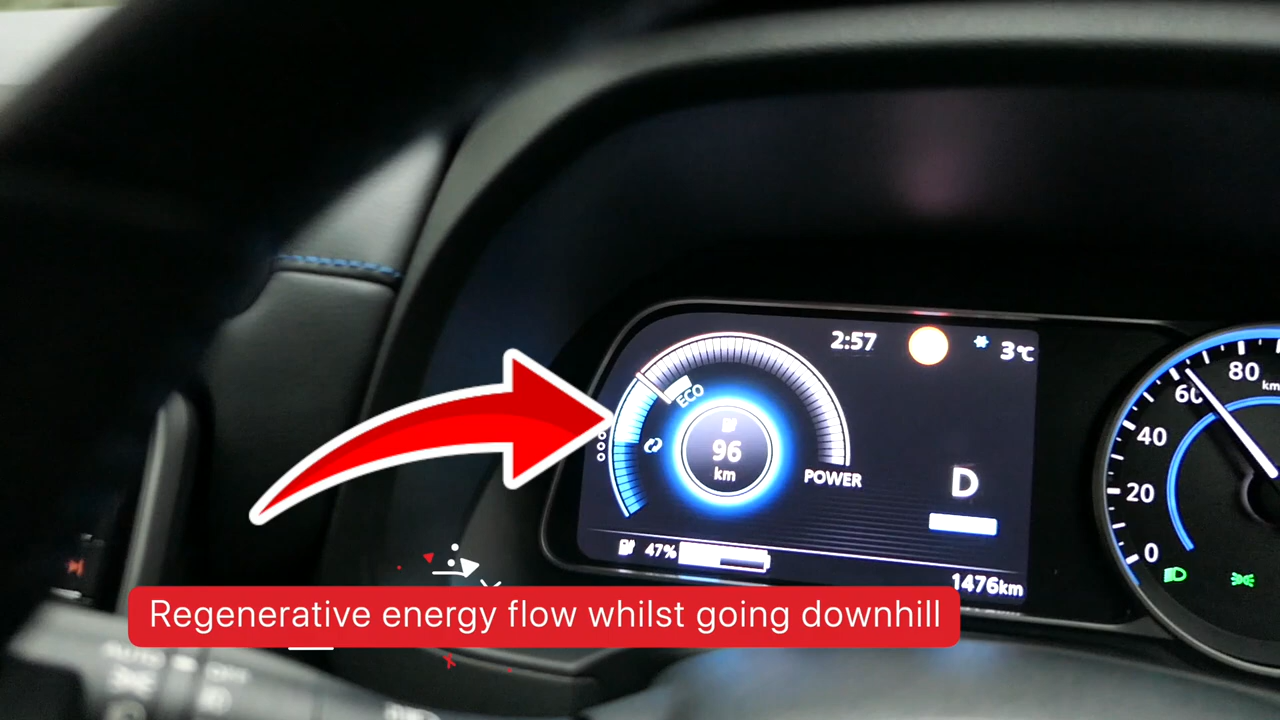 2:57
3℃
ECO
96
km
POWER
D
47%
1476km
80
km
60
40
20
0
Regenerative energy flow whilst going downhill